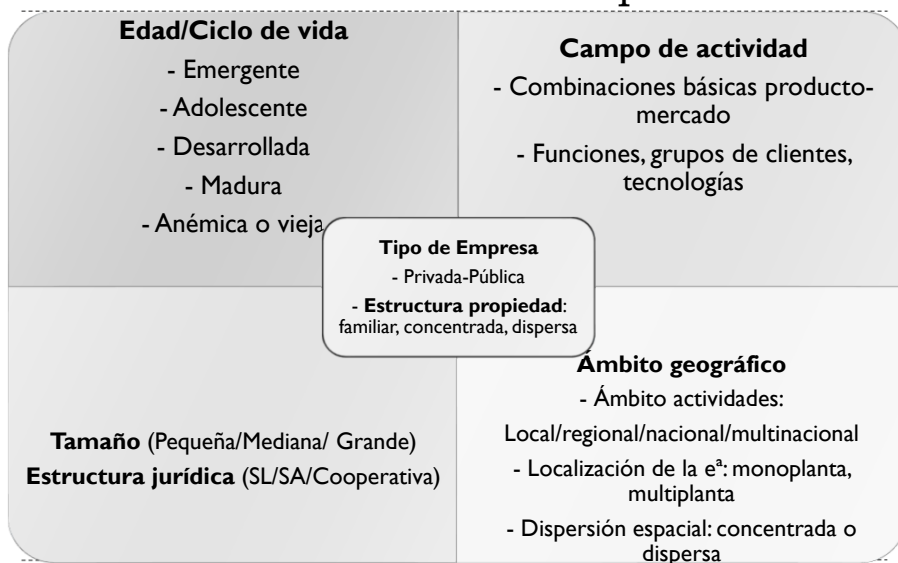 Edad/Ciclo de vida
- Emergente
- Adolescente
- Desarrollada
- Madura
- Anémica o vieja
Campo de actividad
- Combinaciones básicas producto-
mercado
- Funciones, grupos de clientes,
tecnologías
Tipo de Empresa
- Privada-Pública
- Estructura propiedad:
familiar, concentrada, dispersa
Tamaño (Pequeña/Mediana/ Grande)
Estructura jurídica (SL/SA/Cooperativa)
Ámbito geográfico
- Ámbito actividades:
Local/regional/nacional/multinacional
- Localización de la eª: monoplanta,
multiplanta
- Dispersión espacial: concentrada o
dispersa